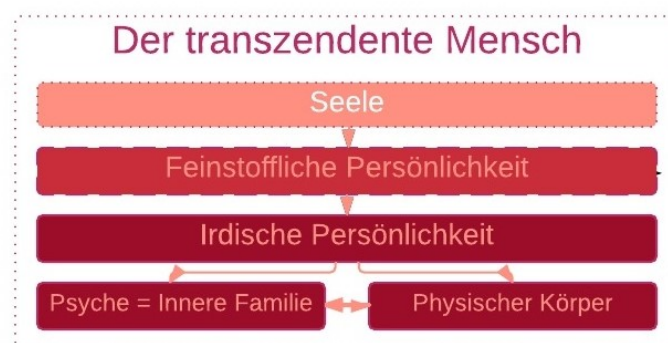 Der transzendente Mensch
Seele
Feinstoffliche Persönlichkeit
Irdische Persönlichkeit
Psyche = Innere Familie
Physischer Körper